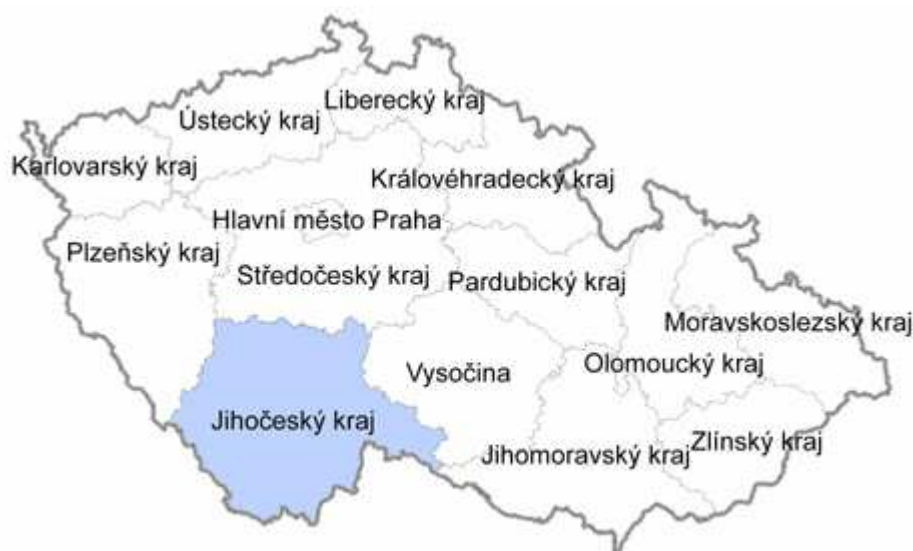 Liberecký kraj
Ústecký kraj
Karlovarský kraj
Královéhradecký kraj
Hlavní město Praha
Plzeňský kraj
Středočeský kraj
Pardubický kraj
Moravskoslezský kraj
Olomoucký kraj
Vysočina
Jihočeský kraj
Zlínský kraj
Jihomoravský kraj